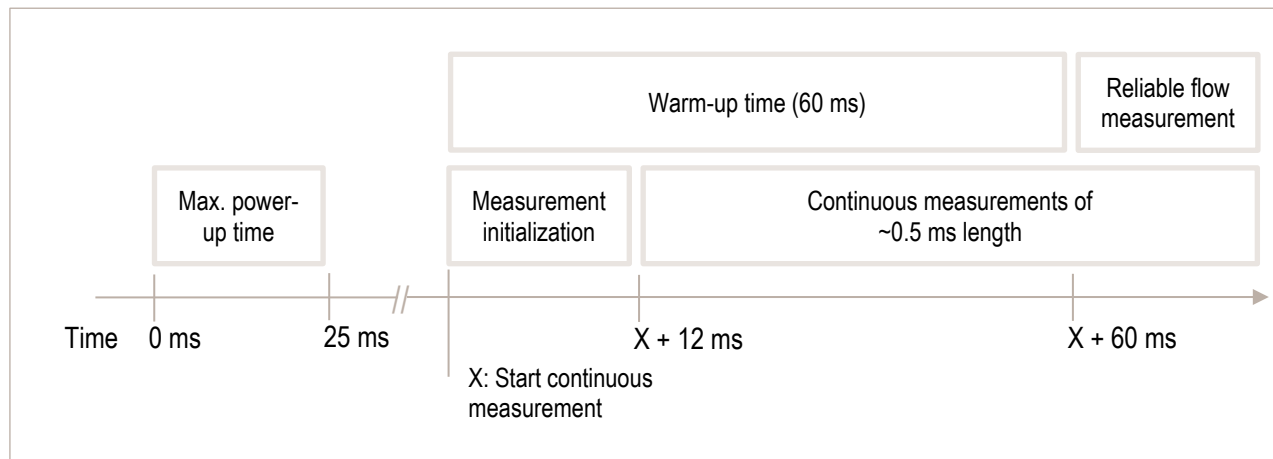 Warm-up time (60 ms)
Reliable flow
measurement
Max. power-
up time
Measurement
initialization
Continuous measurements of
~0.5 ms length
Time 0 ms 25 ms X + 12 ms X + 60 ms
X: Start continuous
measurement